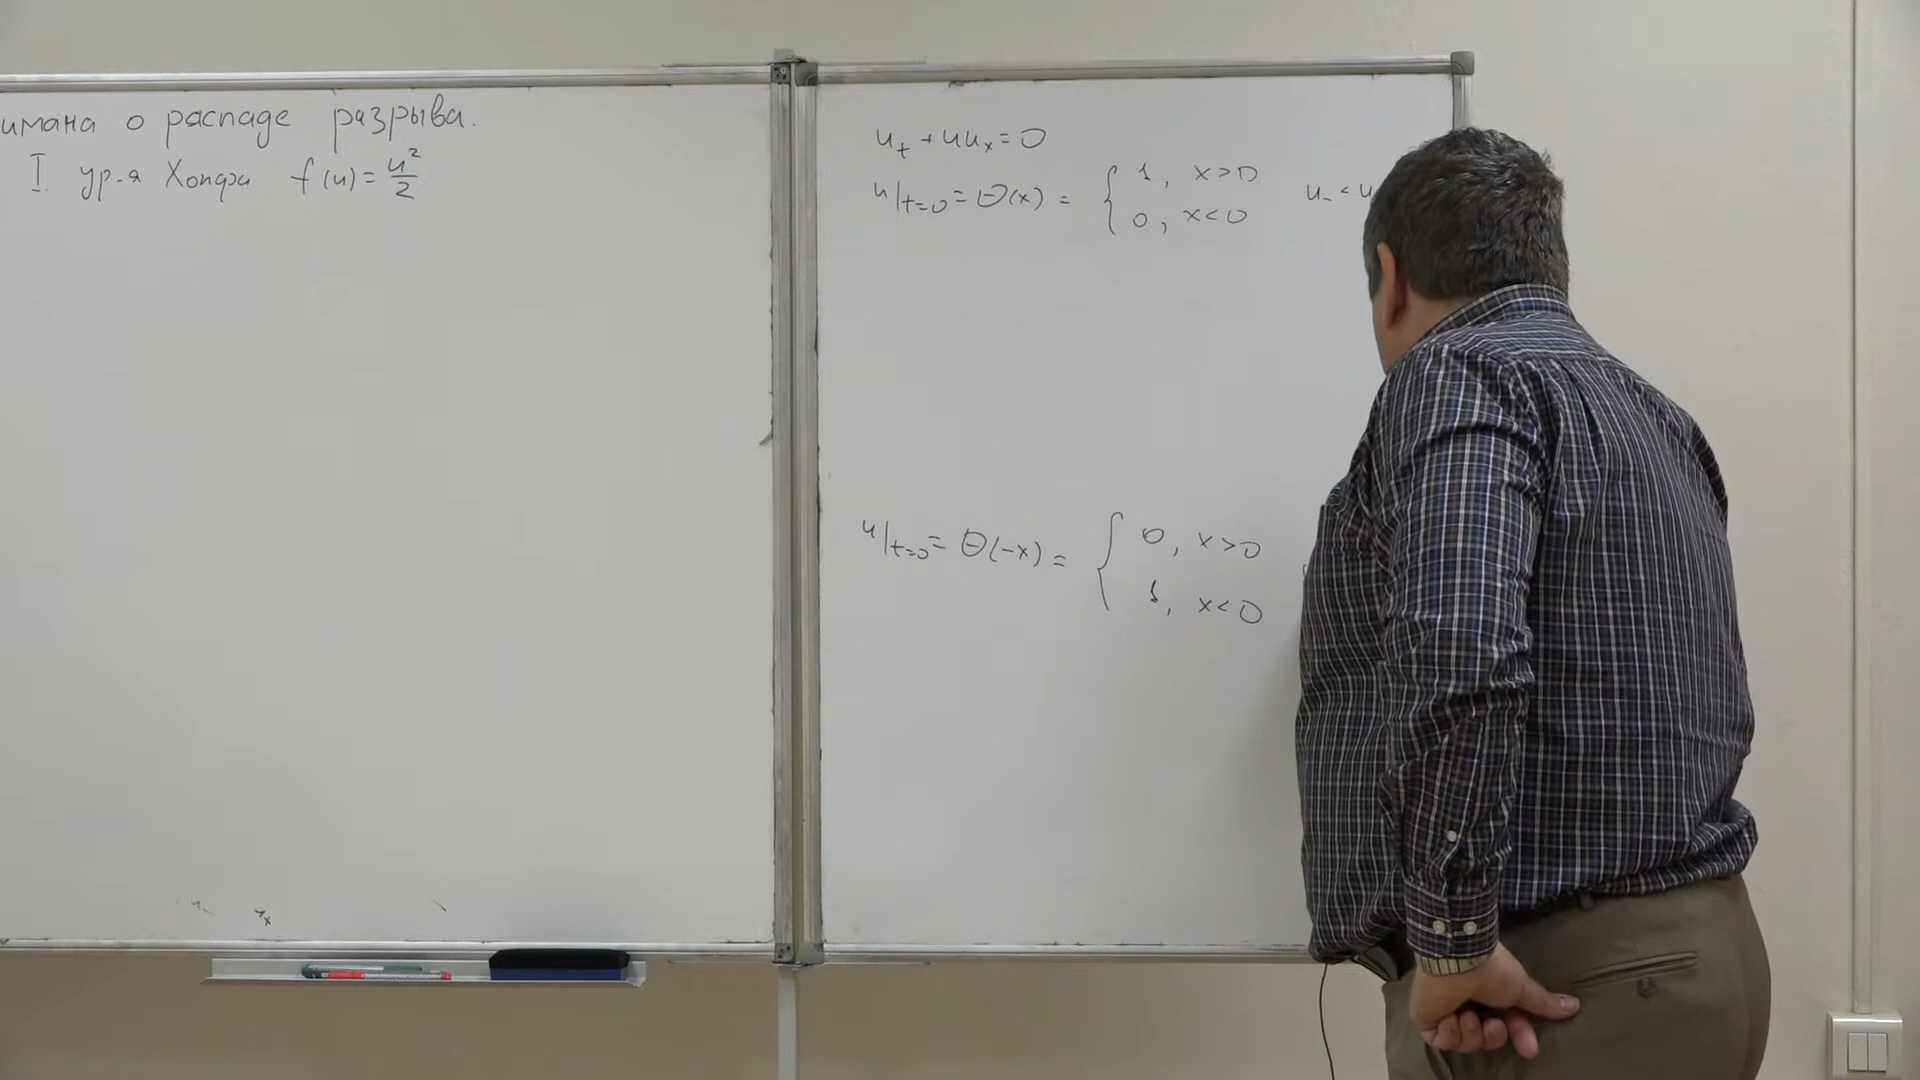 имана о распаде разрыва.
I. ур-я Хопфа f(u) = u²/2
u_t + uu_x = 0
u|_{t=0} = Θ(x) = { 1, x>0
0, x<0
u_- < u
u|_{t=0} = Θ(-x) = { 0, x>0
1, x<0